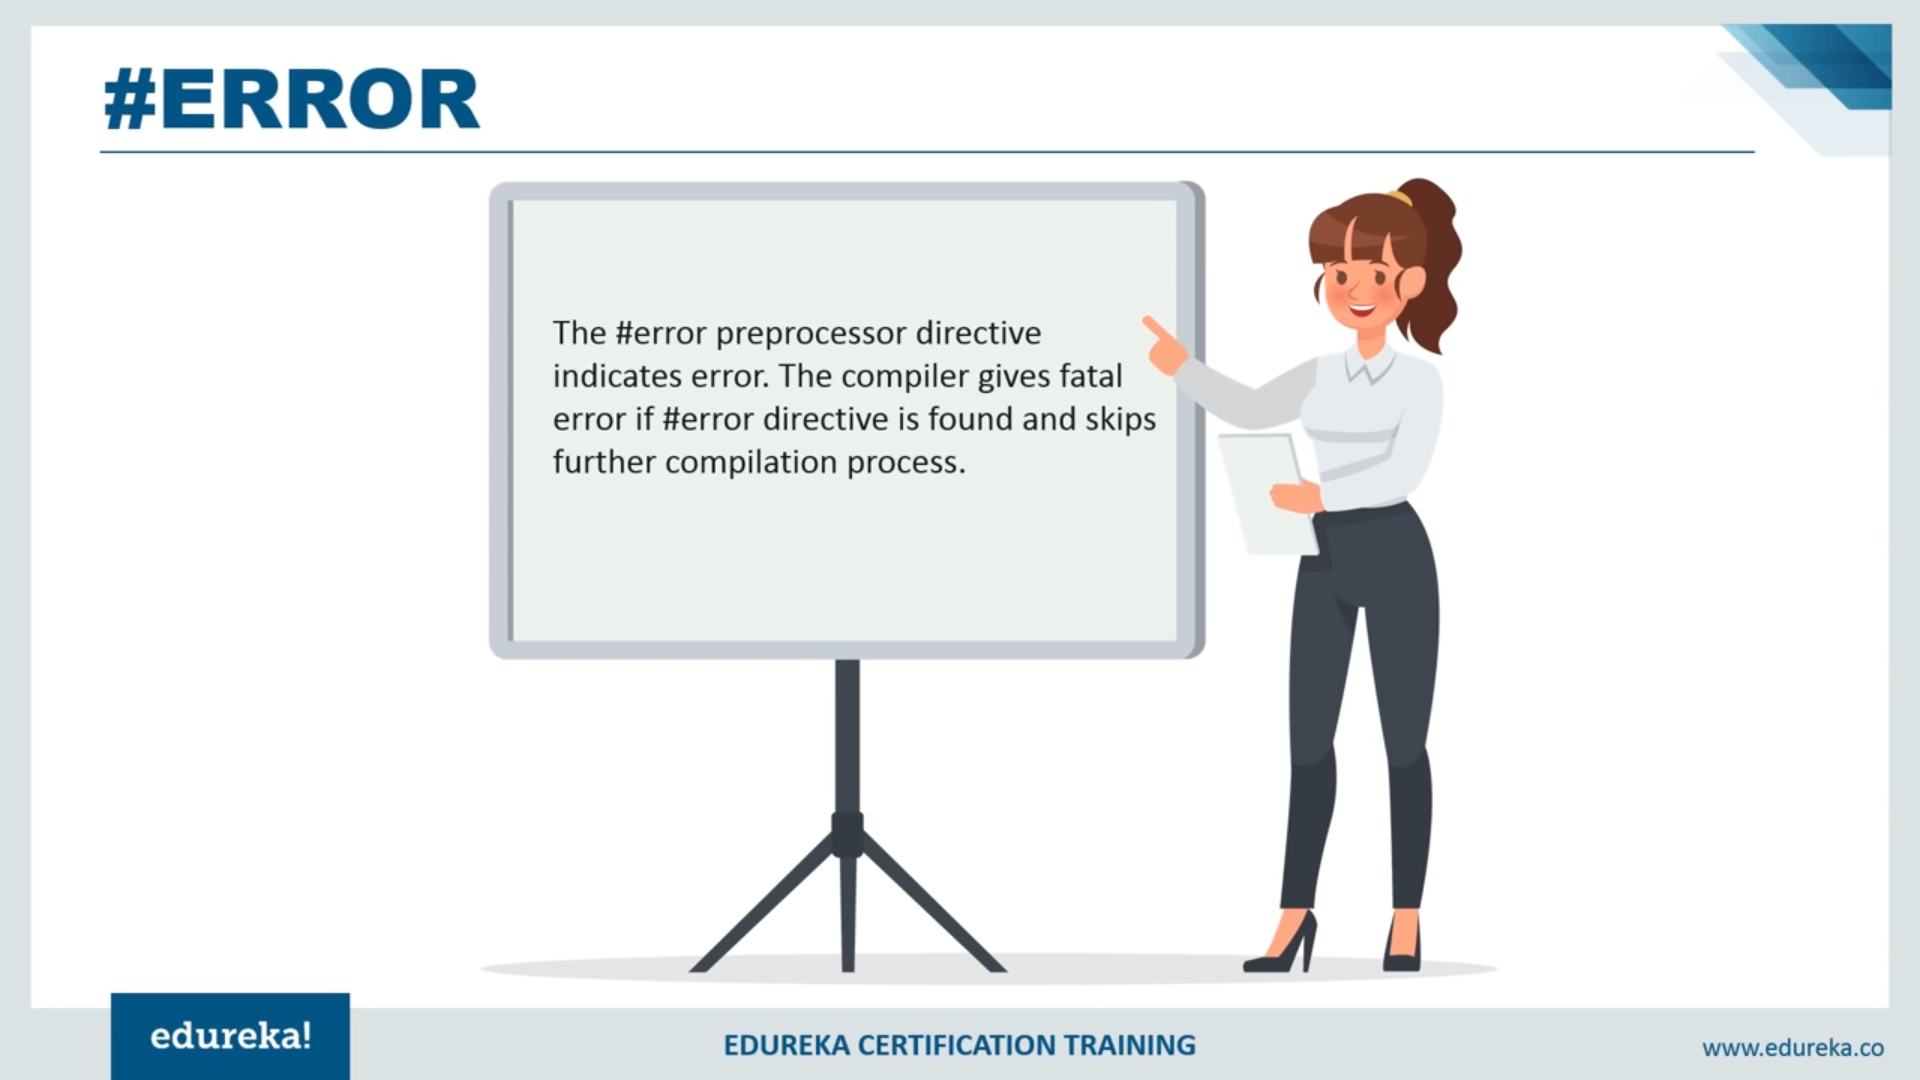 #ERROR
The #error preprocessor directive
indicates error. The compiler gives fatal
error if #error directive is found and skips
further compilation process.
edureka!
EDUREKA CERTIFICATION TRAINING
www.edureka.co